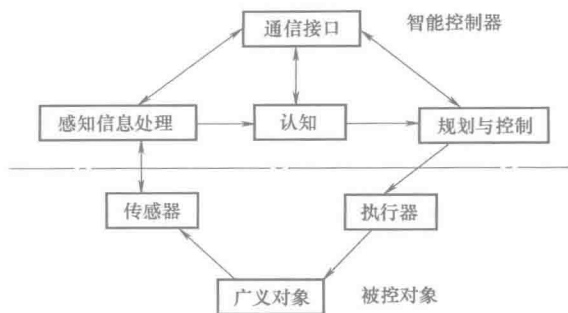 通信接口
智能控制器
感知信息处理
认知
规划与控制
传感器
执行器
广义对象
被控对象